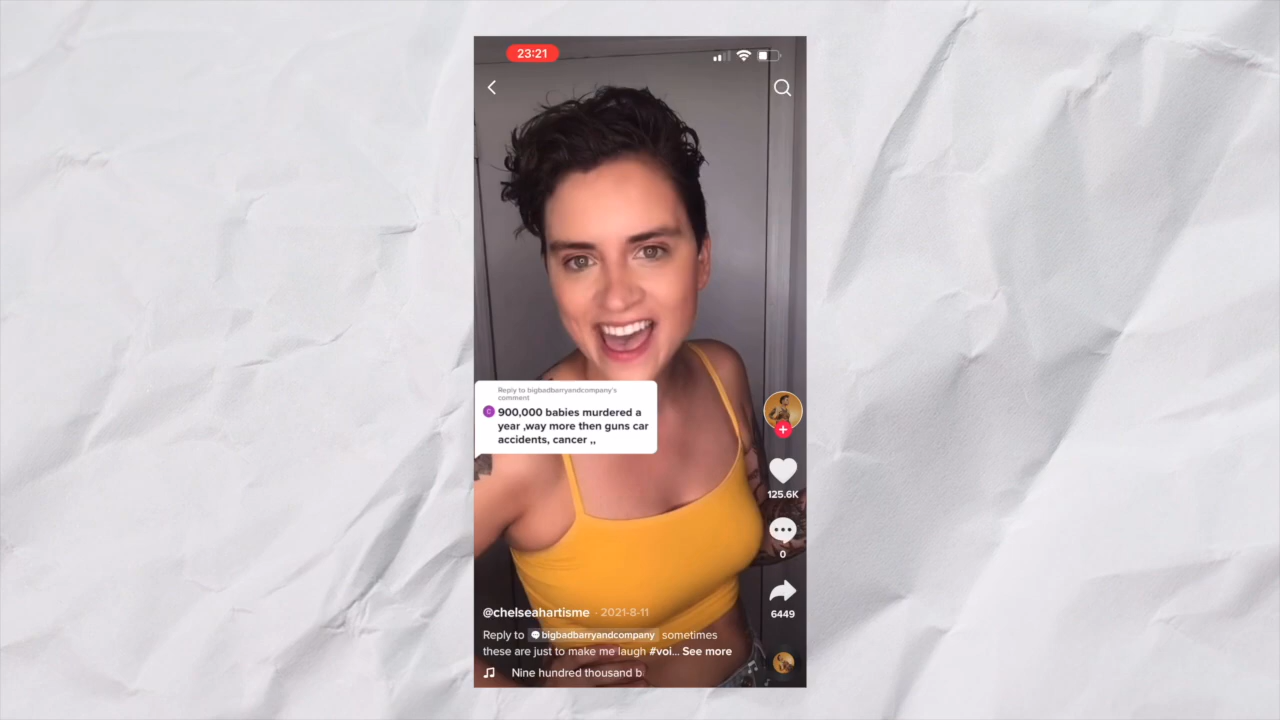 23:21
Reply to bigbadbarryandcompany's
comment
C
900,000 babies murdered a
year ,way more then guns car
accidents, cancer ,,
125.6K
0
6449
@chelseahartisme · 2021-8-11
Reply to bigbadbarryandcompany sometimes
these are just to make me laugh #voi... See more
Nine hundred thousand b